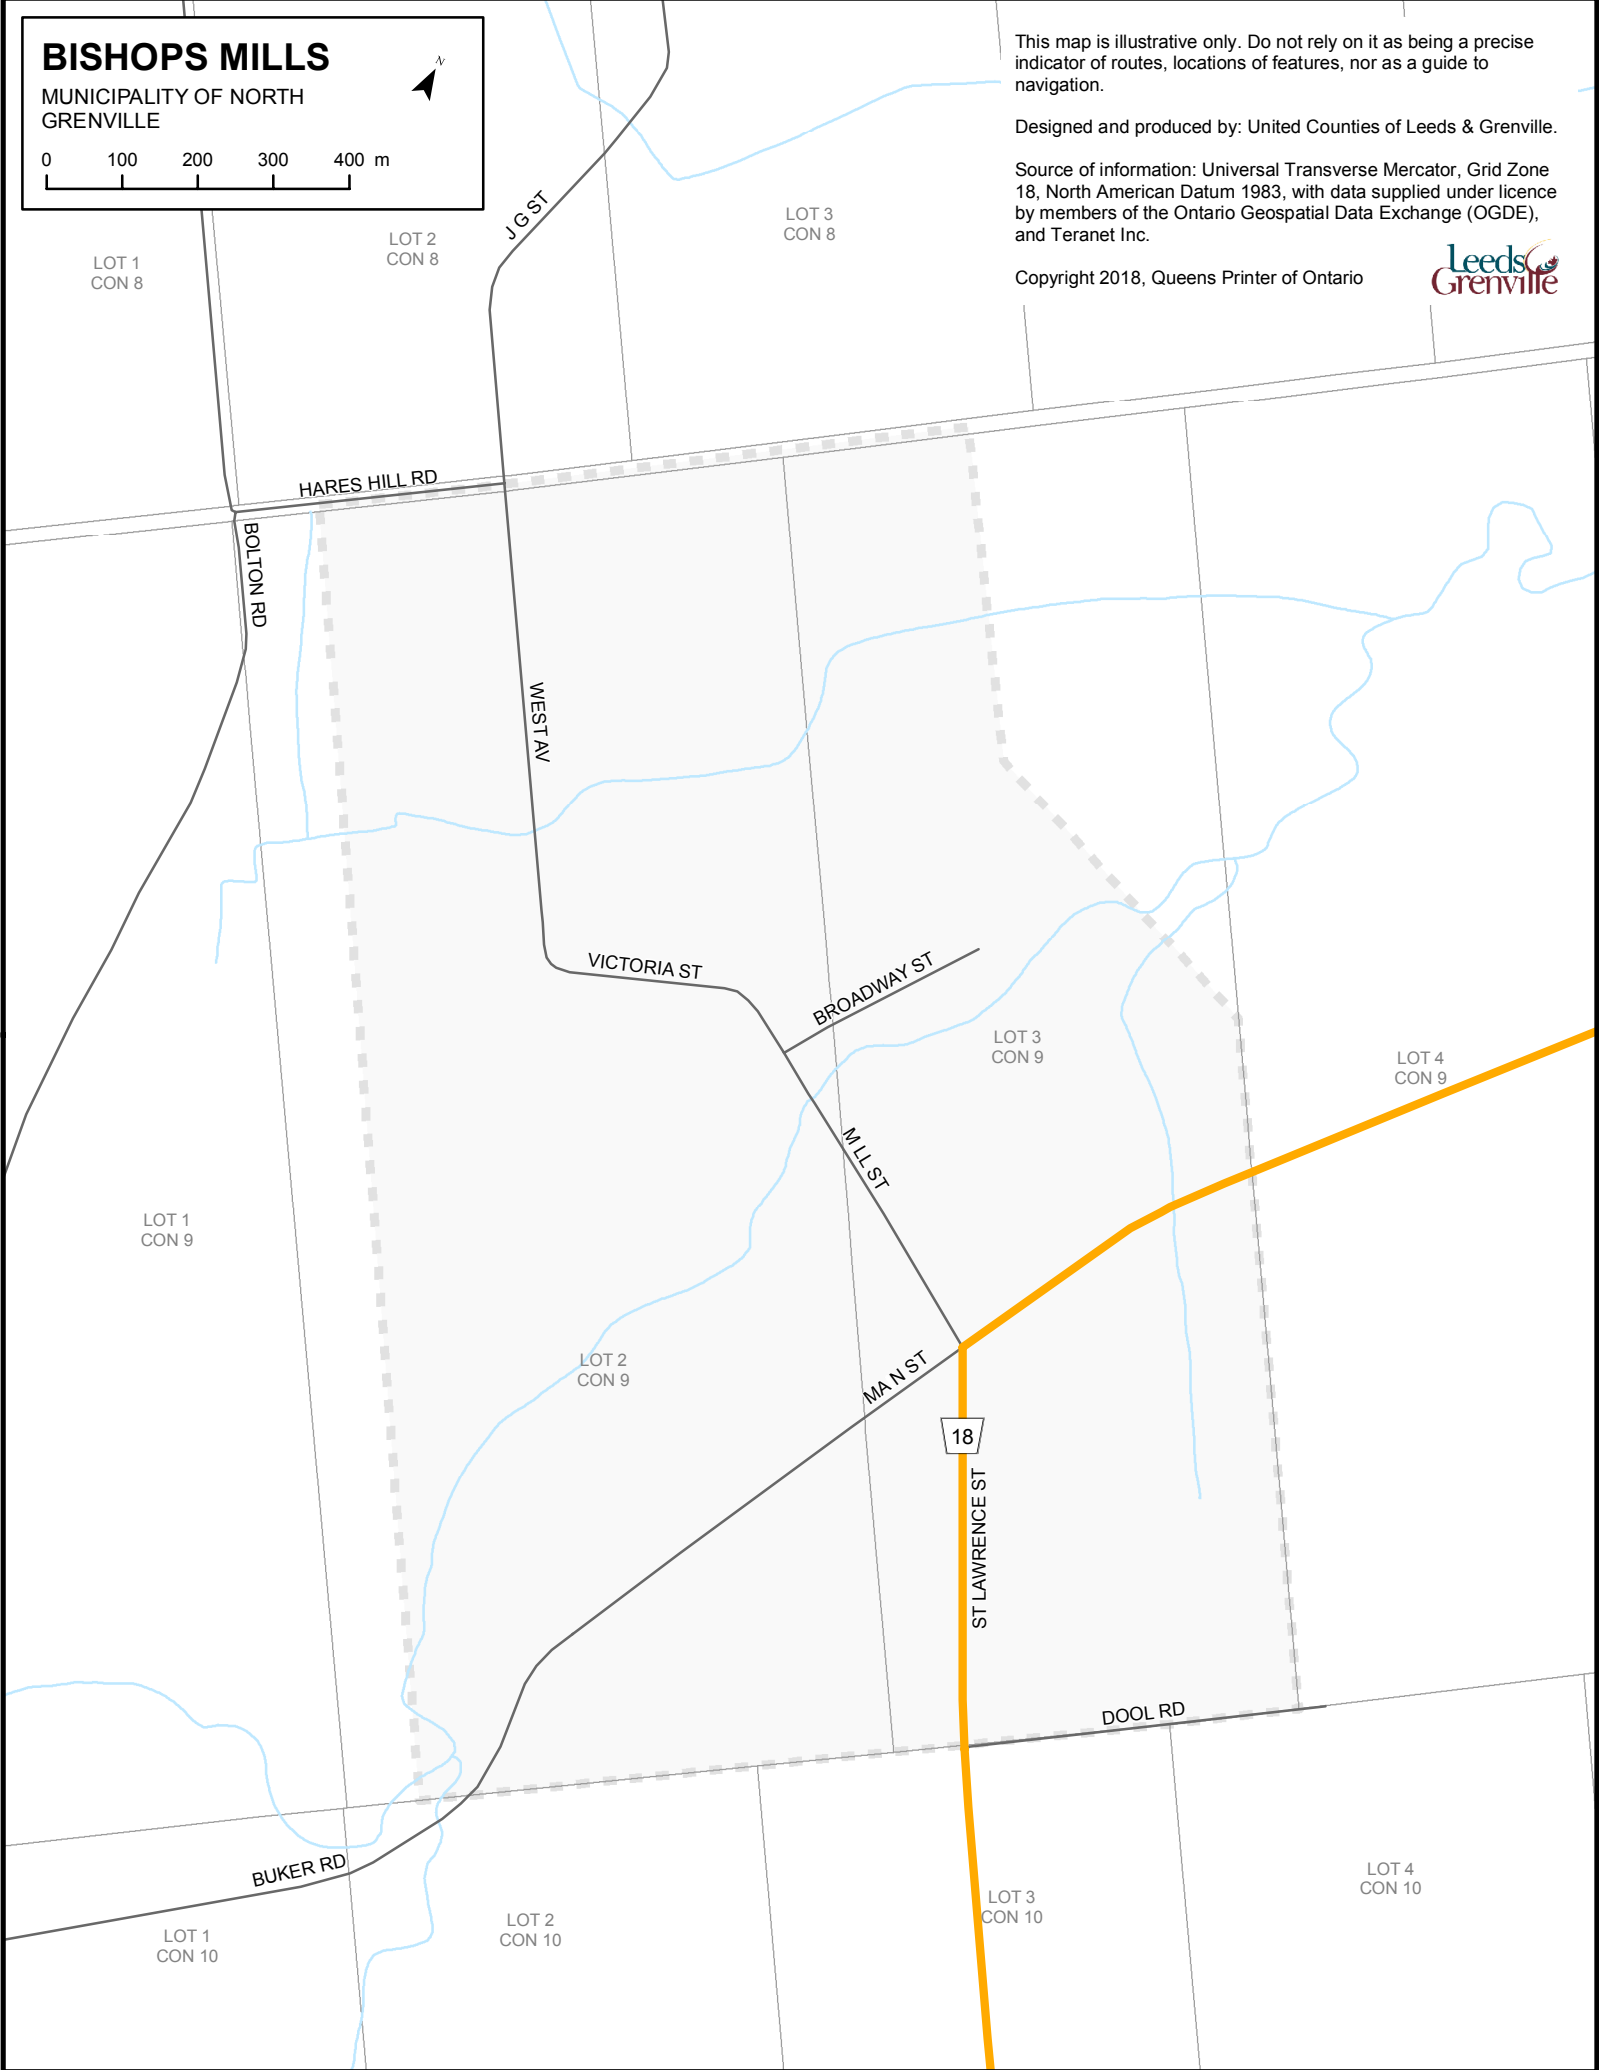 BISHOPS MILLS
MUNICIPALITY OF NORTH
GRENVILLE
N
0 100 200 300 400 m
This map is illustrative only. Do not rely on it as being a precise
indicator of routes, locations of features, nor as a guide to
navigation.
Designed and produced by: United Counties of Leeds & Grenville.
Source of information: Universal Transverse Mercator, Grid Zone
18, North American Datum 1983, with data supplied under licence
by members of the Ontario Geospatial Data Exchange (OGDE),
and Teranet Inc.
Copyright 2018, Queens Printer of Ontario
Leeds
Grenville
J G ST
LOT 3
CON 8
LOT 2
CON 8
LOT 1
CON 8
HARES HILL RD
BOLTON RD
WEST AV
VICTORIA ST
BROADWAY ST
LOT 3
CON 9
LOT 4
CON 9
M LL ST
LOT 1
CON 9
LOT 2
CON 9
MA N ST
18
ST LAWRENCE ST
DOOL RD
BUKER RD
LOT 4
CON 10
LOT 3
CON 10
LOT 2
CON 10
LOT 1
CON 10